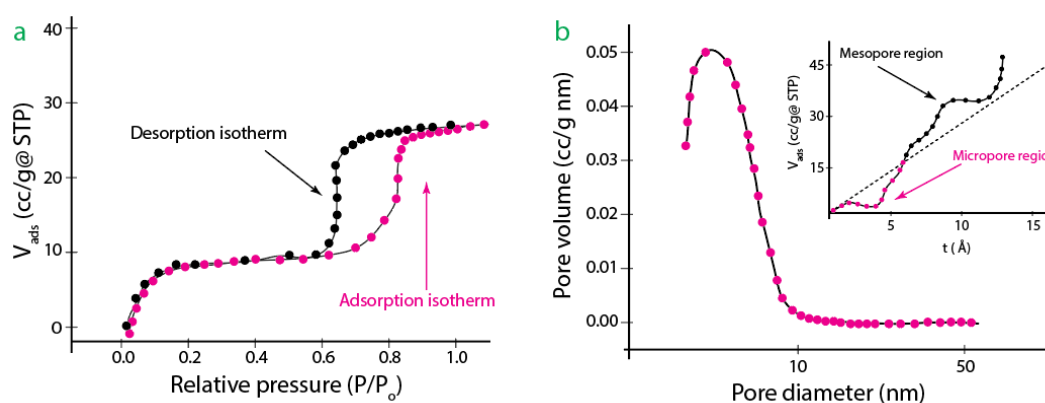 a
V_ads (cc/g@ STP)
40
30
20
10
0
Desorption isotherm
Adsorption isotherm
0.0 0.2 0.4 0.6 0.8 1.0
Relative pressure (P/P_o)
b
Pore volume (cc/g nm)
0.05
0.04
0.03
0.02
0.01
0.00
10 50
Pore diameter (nm)
V_ads (cc/g@ STP)
45
30
15
Mesopore region
Micropore regio
5 10 15
t (Å)